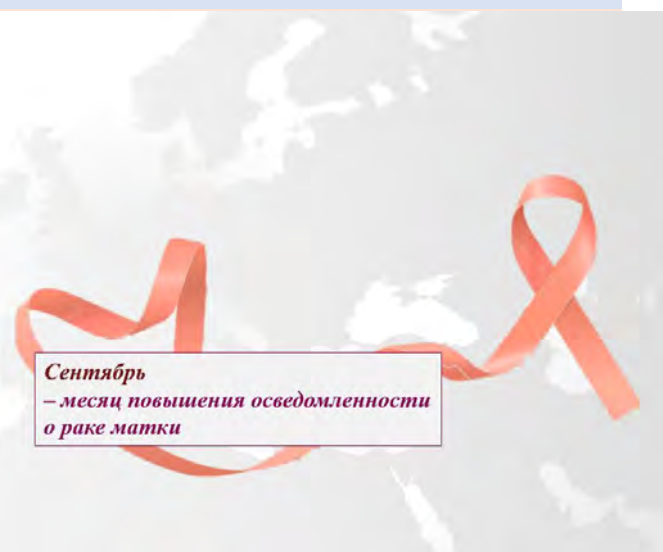 Сентябрь
– месяц повышения осведомленности
о раке матки